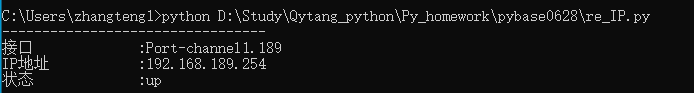 C:\Users\zhangteng1>python D:\Study\Qytang_python\Py_homework\pybase0628\re_IP.py
---------------------------------
接口 :Port-channel1.189
IP地址 :192.168.189.254
状态 :up